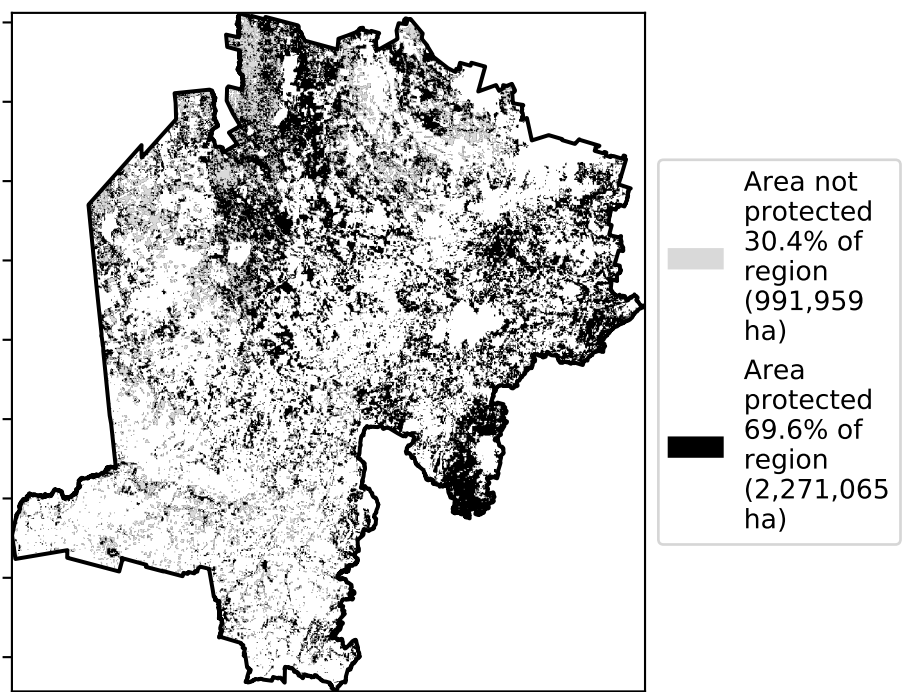 Area not
protected
30.4% of
region
(991,959
ha)
Area
protected
69.6% of
region
(2,271,065
ha)